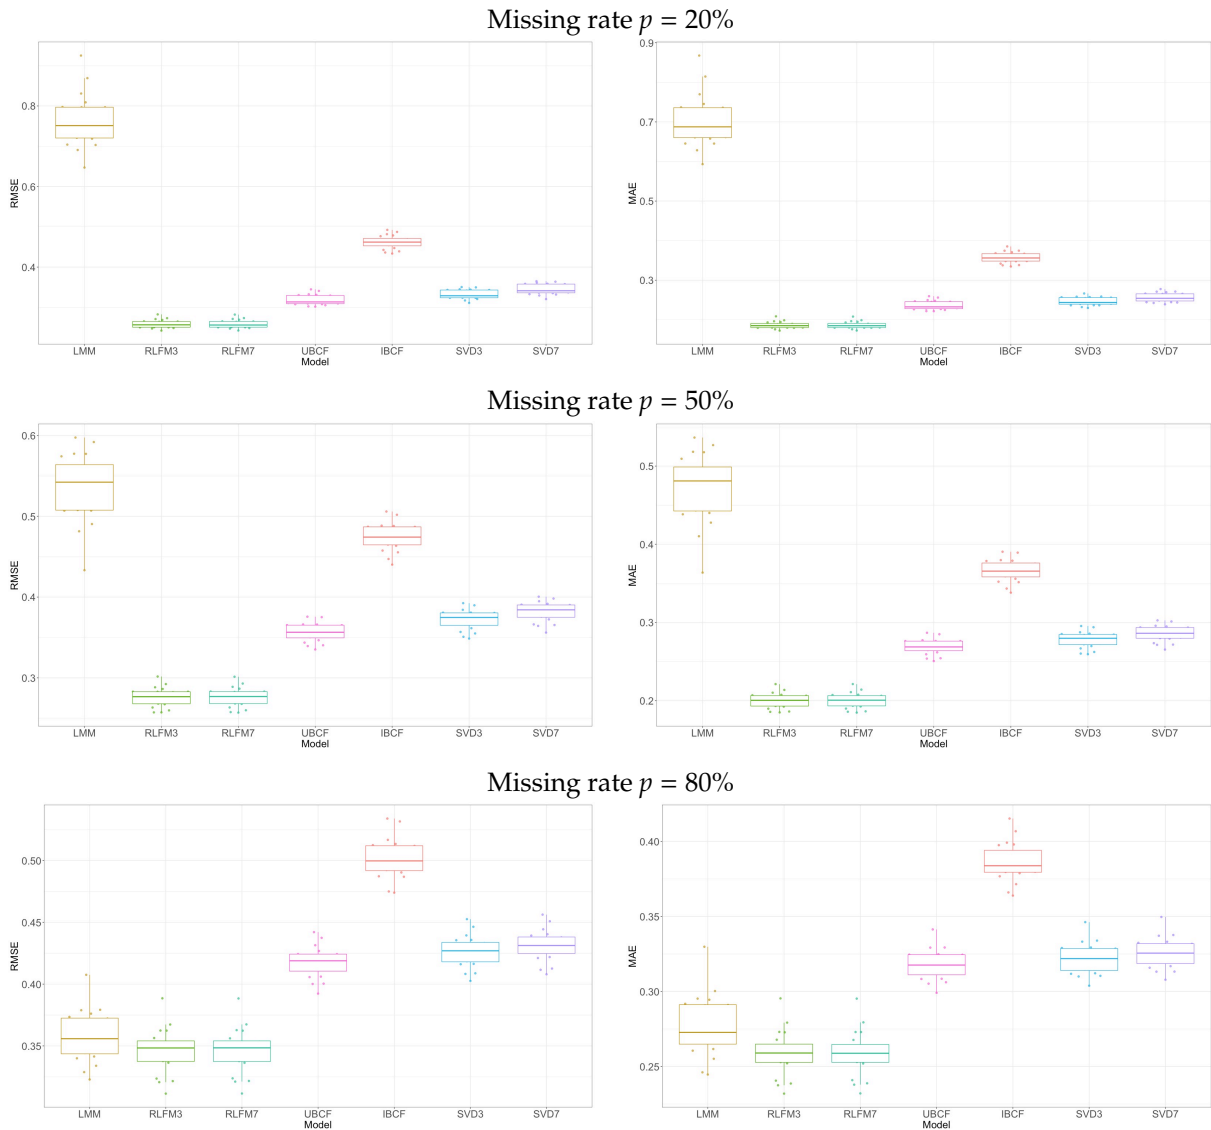 Missing rate p = 20%
RMSE
0.8
0.6
0.4
LMM RLFM3 RLFM7 UBCF IBCF SVD3 SVD7
Model
MAE
0.9
0.7
0.5
0.3
LMM RLFM3 RLFM7 UBCF IBCF SVD3 SVD7
Model
Missing rate p = 50%
RMSE
0.6
0.5
0.4
0.3
LMM RLFM3 RLFM7 UBCF IBCF SVD3 SVD7
Model
MAE
0.5
0.4
0.3
0.2
LMM RLFM3 RLFM7 UBCF IBCF SVD3 SVD7
Model
Missing rate p = 80%
RMSE
0.50
0.45
0.40
0.35
LMM RLFM3 RLFM7 UBCF IBCF SVD3 SVD7
Model
MAE
0.40
0.35
0.30
0.25
LMM RLFM3 RLFM7 UBCF IBCF SVD3 SVD7
Model